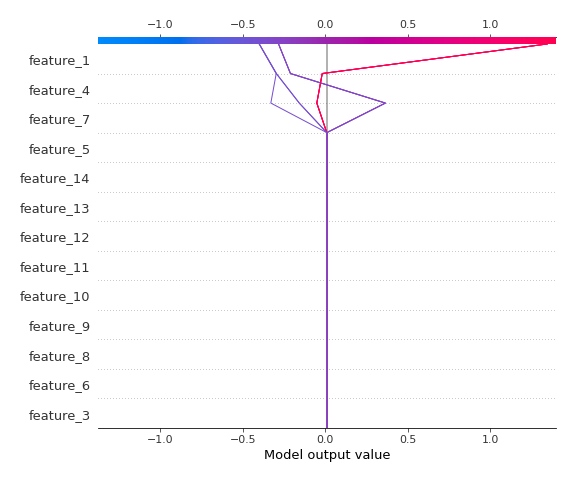 −1.0 −0.5 0.0 0.5 1.0
feature_1
feature_4
feature_7
feature_5
feature_14
feature_13
feature_12
feature_11
feature_10
feature_9
feature_8
feature_6
feature_3
−1.0 −0.5 0.0 0.5 1.0
Model output value